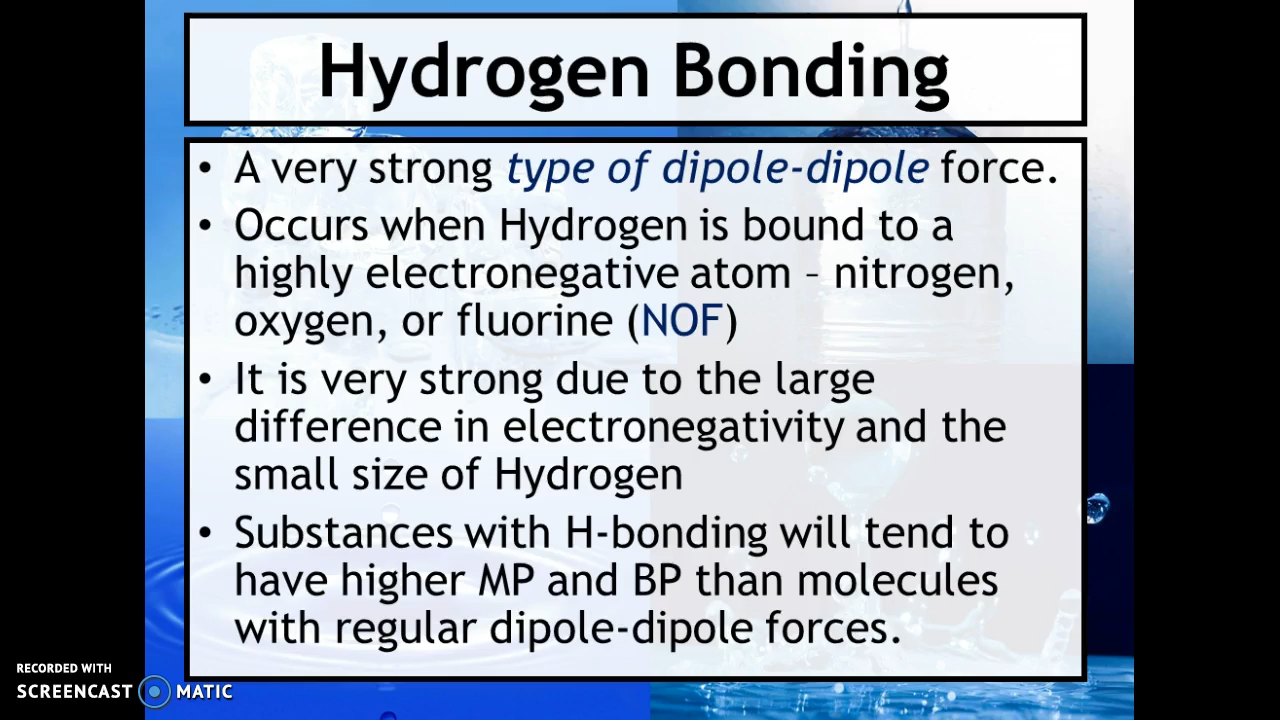 Hydrogen Bonding
• A very strong type of dipole-dipole force.
• Occurs when Hydrogen is bound to a
highly electronegative atom – nitrogen,
oxygen, or fluorine (NOF)
• It is very strong due to the large
difference in electronegativity and the
small size of Hydrogen
• Substances with H-bonding will tend to
have higher MP and BP than molecules
with regular dipole-dipole forces.
RECORDED WITH
SCREENCAST MATIC